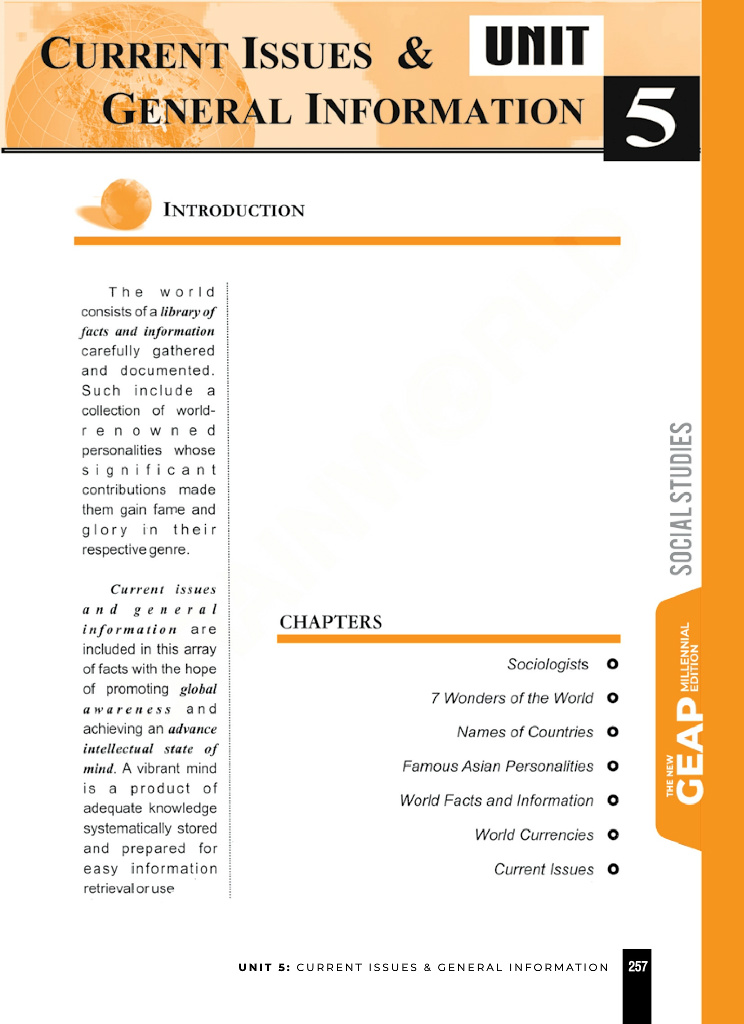 CURRENT ISSUES & UNIT
GENERAL INFORMATION 5
INTRODUCTION
The world
consists of a library of
facts and information
carefully gathered
and documented.
Such include a
collection of world-
renowned
personalities whose
significant
contributions made
them gain fame and
glory in their
respective genre.
Current issues
and general
information are
included in this array
of facts with the hope
of promoting global
awareness and
achieving an advance
intellectual state of
mind. A vibrant mind
is a product of
adequate knowledge
systematically stored
and prepared for
easy information
retrieval or use
CHAPTERS
Sociologists
7 Wonders of the World
Names of Countries
Famous Asian Personalities
World Facts and Information
World Currencies
Current Issues
SOCIAL STUDIES
THE NEW
GEAP MILLENNIAL
EDITION
UNIT 5: CURRENT ISSUES & GENERAL INFORMATION 257